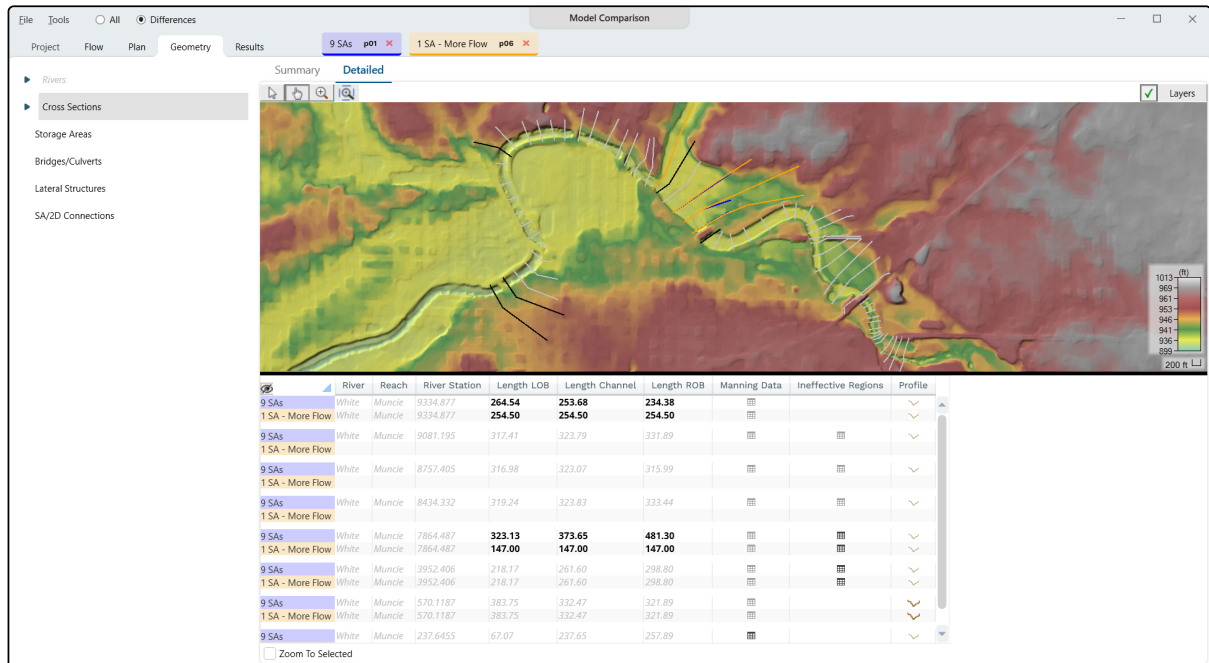 File Tools All Differences Model Comparison
Project Flow Plan Geometry Results 9 SAs p01 1 SA - More Flow p06
Summary Detailed
Rivers
Cross Sections
Storage Areas
Bridges/Culverts
Lateral Structures
SA/2D Connections
Layers
(ft)
1013
969
961
953
946
941
936
899
200 ft
River Reach River Station Length LOB Length Channel Length ROB Manning Data Ineffective Regions Profile
9 SAs White Muncie 9334.877 264.54 253.68 234.38
1 SA - More Flow White Muncie 9334.877 254.50 254.50 254.50
9 SAs White Muncie 9081.195 317.41 323.79 331.89
1 SA - More Flow
9 SAs White Muncie 8757.405 316.98 323.07 315.99
1 SA - More Flow
9 SAs White Muncie 8434.332 319.24 323.83 333.44
1 SA - More Flow
9 SAs White Muncie 7864.487 323.13 373.65 481.30
1 SA - More Flow White Muncie 7864.487 147.00 147.00 147.00
9 SAs White Muncie 3952.406 218.17 261.60 298.80
1 SA - More Flow White Muncie 3952.406 218.17 261.60 298.80
9 SAs White Muncie 570.1187 383.75 332.47 321.89
1 SA - More Flow White Muncie 570.1187 383.75 332.47 321.89
9 SAs White Muncie 237.6455 67.07 237.65 257.89
Zoom To Selected